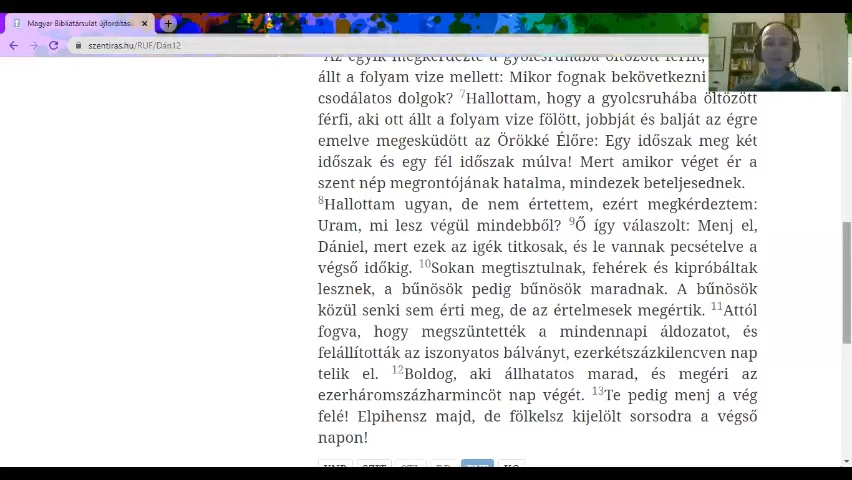 Magyar Bibliatársulat újfordítású
szentiras.hu/RUF/Dán12
Az egyik megkérdezte a gyolcsruhába öltözött férfit,
állt a folyam vize mellett: Mikor fognak bekövetkezni
csodálatos dolgok? 7Hallottam, hogy a gyolcsruhába öltözött
férfi, aki ott állt a folyam vize fölött, jobbját és balját az égre
emelve megesküdött az Örökké Élőre: Egy időszak meg két
időszak és egy fél időszak múlva! Mert amikor véget ér a
szent nép megrontójának hatalma, mindezek beteljesednek.
8Hallottam ugyan, de nem értettem, ezért megkérdeztem:
Uram, mi lesz végül mindebből? 9Ő így válaszolt: Menj el,
Dániel, mert ezek az igék titkosak, és le vannak pecsételve a
végső időkig. 10Sokan megtisztulnak, fehérek és kipróbáltak
lesznek, a bűnösök pedig bűnösök maradnak. A bűnösök
közül senki sem érti meg, de az értelmesek megértik. 11Attól
fogva, hogy megszüntették a mindennapi áldozatot, és
felállították az iszonyatos bálványt, ezerkétszázkilencven nap
telik el. 12Boldog, aki állhatatos marad, és megéri az
ezerháromszázharmincöt nap végét. 13Te pedig menj a vég
felé! Elpihensz majd, de fölkelsz kijelölt sorsodra a végső
napon!